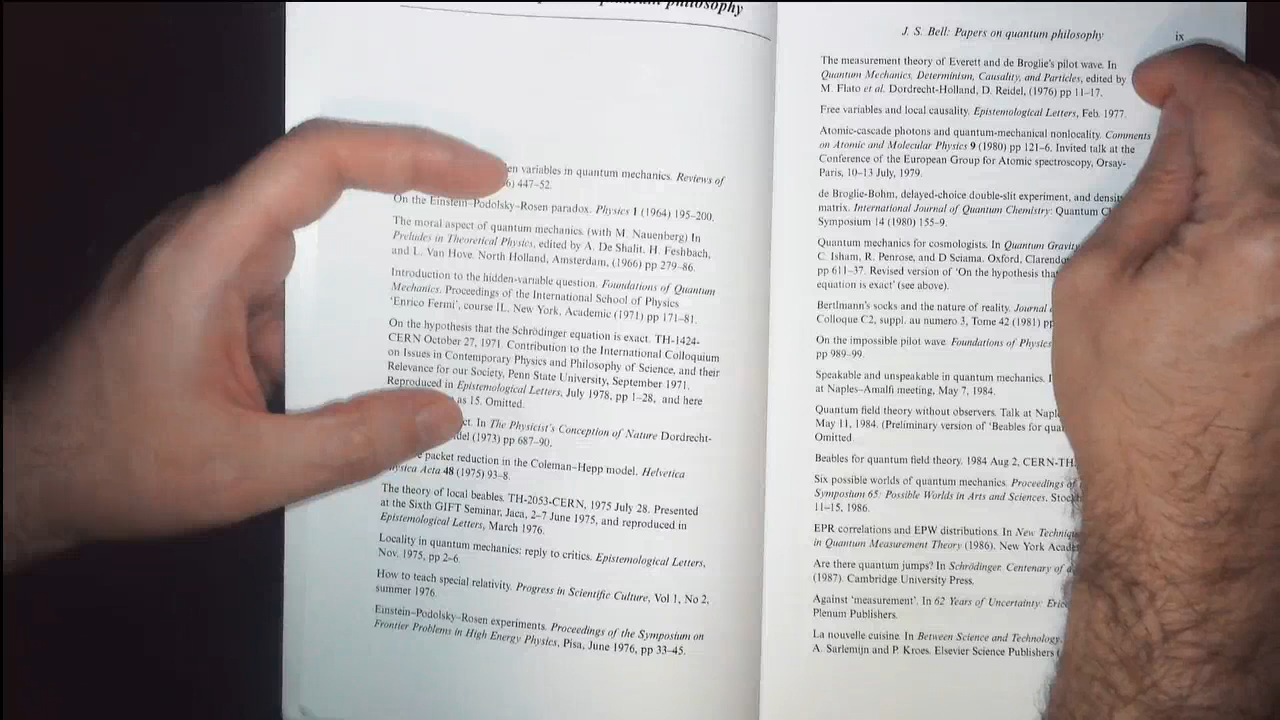 philosophy
en variables in quantum mechanics. Reviews of
6) 447–52.
On the Einstein–Podolsky–Rosen paradox. Physics 1 (1964) 195–200.
The moral aspect of quantum mechanics. (with M. Nauenberg) In
Preludes in Theoretical Physics, edited by A. De Shalit, H. Feshbach,
and L. Van Hove. North Holland, Amsterdam, (1966) pp 279–86.
Introduction to the hidden-variable question. Foundations of Quantum
Mechanics. Proceedings of the International School of Physics
‘Enrico Fermi’, course IL, New York, Academic (1971) pp 171–81.
On the hypothesis that the Schrödinger equation is exact. TH-1424-
CERN October 27, 1971. Contribution to the International Colloquium
on Issues in Contemporary Physics and Philosophy of Science, and their
Relevance for our Society, Penn State University, September 1971.
Reproduced in Epistemological Letters, July 1978, pp 1–28, and here
as 15. Omitted.
ct. In The Physicist's Conception of Nature Dordrecht-
idel (1973) pp 687–90.
packet reduction in the Coleman–Hepp model. Helvetica
Physica Acta 48 (1975) 93–8.
The theory of local beables. TH-2053-CERN, 1975 July 28. Presented
at the Sixth GIFT Seminar, Jaca, 2–7 June 1975, and reproduced in
Epistemological Letters, March 1976.
Locality in quantum mechanics: reply to critics. Epistemological Letters,
Nov. 1975, pp 2–6.
How to teach special relativity. Progress in Scientific Culture, Vol 1, No 2,
summer 1976.
Einstein–Podolsky–Rosen experiments. Proceedings of the Symposium on
Frontier Problems in High Energy Physics, Pisa, June 1976, pp 33–45.
J. S. Bell: Papers on quantum philosophy ix
The measurement theory of Everett and de Broglie's pilot wave. In
Quantum Mechanics, Determinism, Causality, and Particles, edited by
M. Flato et al. Dordrecht-Holland, D. Reidel, (1976) pp 11–17.
Free variables and local causality. Epistemological Letters, Feb. 1977.
Atomic-cascade photons and quantum-mechanical nonlocality. Comments
on Atomic and Molecular Physics 9 (1980) pp 121–6. Invited talk at the
Conference of the European Group for Atomic spectroscopy, Orsay-
Paris, 10–13 July, 1979.
de Broglie-Bohm, delayed-choice double-slit experiment, and densit
matrix. International Journal of Quantum Chemistry: Quantum C
Symposium 14 (1980) 155–9.
Quantum mechanics for cosmologists. In Quantum Gravity
C. Isham, R. Penrose, and D Sciama. Oxford, Clarendo
pp 611–37. Revised version of ‘On the hypothesis that
equation is exact’ (see above).
Bertlmann's socks and the nature of reality. Journal
Colloque C2, suppl. au numero 3, Tome 42 (1981) pp
On the impossible pilot wave. Foundations of Physics
pp 989–99.
Speakable and unspeakable in quantum mechanics. I
at Naples–Amalfi meeting, May 7, 1984.
Quantum field theory without observers. Talk at Napl
May 11, 1984. (Preliminary version of ‘Beables for qua
Omitted.
Beables for quantum field theory. 1984 Aug 2, CERN-TH
Six possible worlds of quantum mechanics. Proceedings of
Symposium 65: Possible Worlds in Arts and Sciences. Stock
11–15, 1986.
EPR correlations and EPW distributions. In New Techniqu
in Quantum Measurement Theory (1986). New York Acad
Are there quantum jumps? In Schrödinger. Centenary of a
(1987). Cambridge University Press.
Against ‘measurement’. In 62 Years of Uncertainty: Eric
Plenum Publishers.
La nouvelle cuisine. In Between Science and Technology,
A. Sarlemijn and P. Kroes. Elsevier Science Publishers (